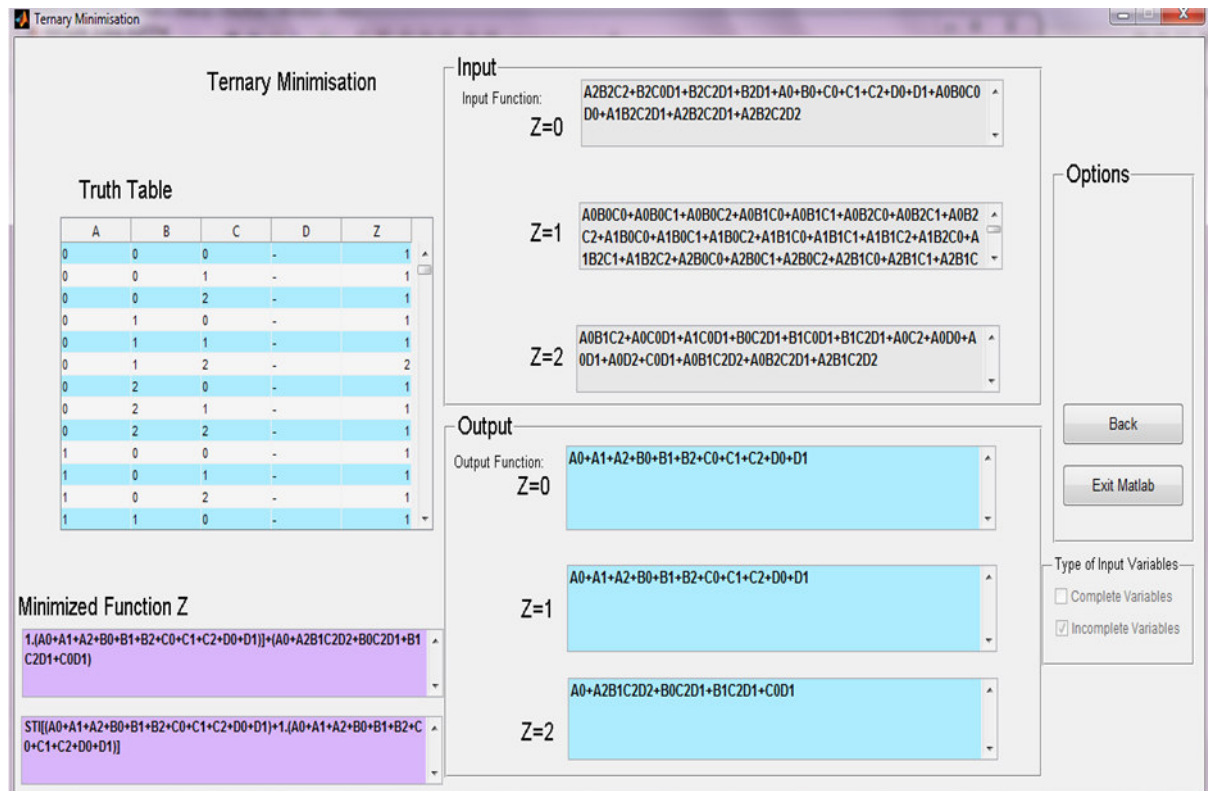 Ternary Minimisation
Ternary Minimisation
Truth Table
A B C D Z
0 0 0 - 1
0 0 1 - 1
0 0 2 - 1
0 1 0 - 1
0 1 1 - 1
0 1 2 - 2
0 2 0 - 1
0 2 1 - 1
0 2 2 - 1
1 0 0 - 1
1 0 1 - 1
1 0 2 - 1
1 1 0 - 1
Minimized Function Z
1.(A0+A1+A2+B0+B1+B2+C0+C1+C2+D0+D1)}+(A0+A2B1C2D2+B0C2D1+B1
C2D1+C0D1)
STI[(A0+A1+A2+B0+B1+B2+C0+C1+C2+D0+D1)+1.(A0+A1+A2+B0+B1+B2+C
0+C1+C2+D0+D1)]
Input
Input Function:
Z=0
A2B2C2+B2C0D1+B2C2D1+B2D1+A0+B0+C0+C1+C2+D0+D1+A0B0C0
D0+A1B2C2D1+A2B2C2D1+A2B2C2D2
Z=1
A0B0C0+A0B0C1+A0B0C2+A0B1C0+A0B1C1+A0B2C0+A0B2C1+A0B2
C2+A1B0C0+A1B0C1+A1B0C2+A1B1C0+A1B1C1+A1B1C2+A1B2C0+A
1B2C1+A1B2C2+A2B0C0+A2B0C1+A2B0C2+A2B1C0+A2B1C1+A2B1C
Z=2
A0B1C2+A0C0D1+A1C0D1+B0C2D1+B1C0D1+B1C2D1+A0C2+A0D0+A
0D1+A0D2+C0D1+A0B1C2D2+A0B2C2D1+A2B1C2D2
Output
Output Function:
Z=0
A0+A1+A2+B0+B1+B2+C0+C1+C2+D0+D1
Z=1
A0+A1+A2+B0+B1+B2+C0+C1+C2+D0+D1
Z=2
A0+A2B1C2D2+B0C2D1+B1C2D1+C0D1
Options
Back
Exit Matlab
Type of Input Variables
Complete Variables
Incomplete Variables